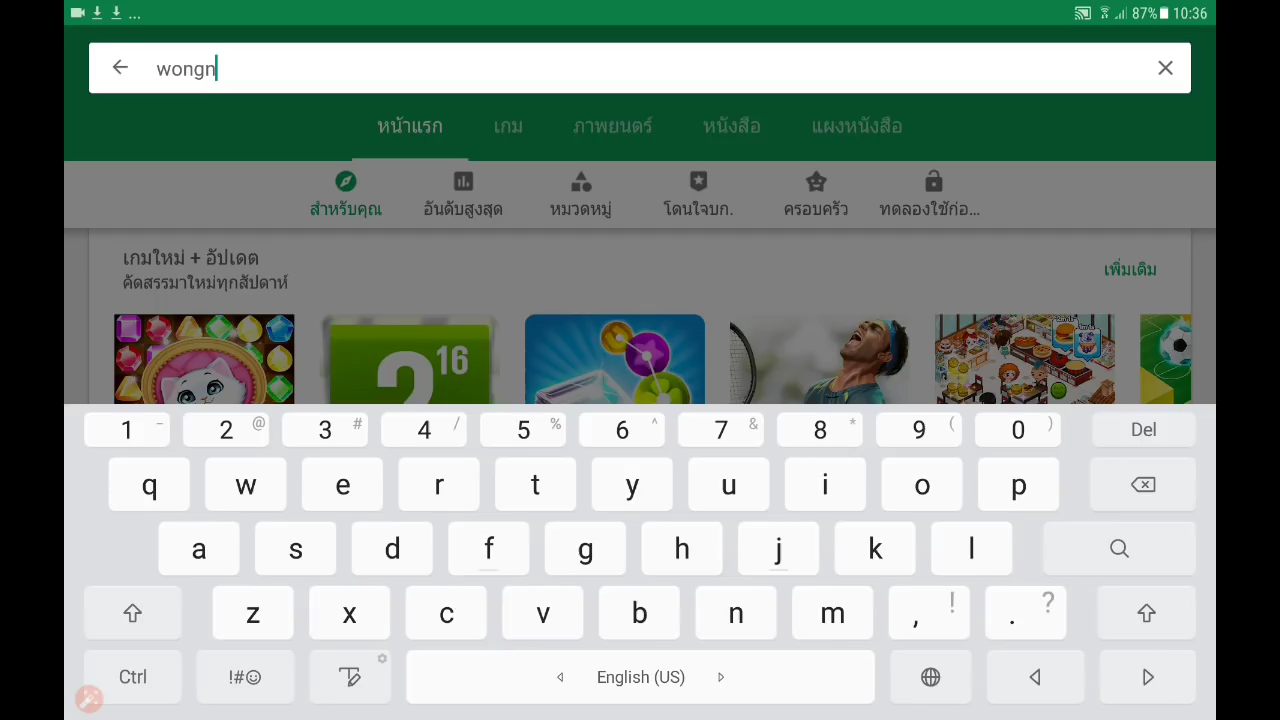 ... 87% 10:36
wongn
หน้าแรก เกม ภาพยนตร์ หนังสือ แผงหนังสือ
สำหรับคุณ อันดับสูงสุด หมวดหมู่ โดนใจบก. ครอบครัว ทดลองใช้ก่อ...
เกมใหม่ + อัปเดต
คัดสรรมาใหม่ทุกสัปดาห์
เพิ่มเติม
2 16
1 - 2 @ 3 # 4 / 5 % 6 ^ 7 & 8 * 9 ( 0 ) Del
q w e r t y u i o p
a s d f g h j k l
z x c v b n m , ! . ?
Ctrl !#☺ English (US)